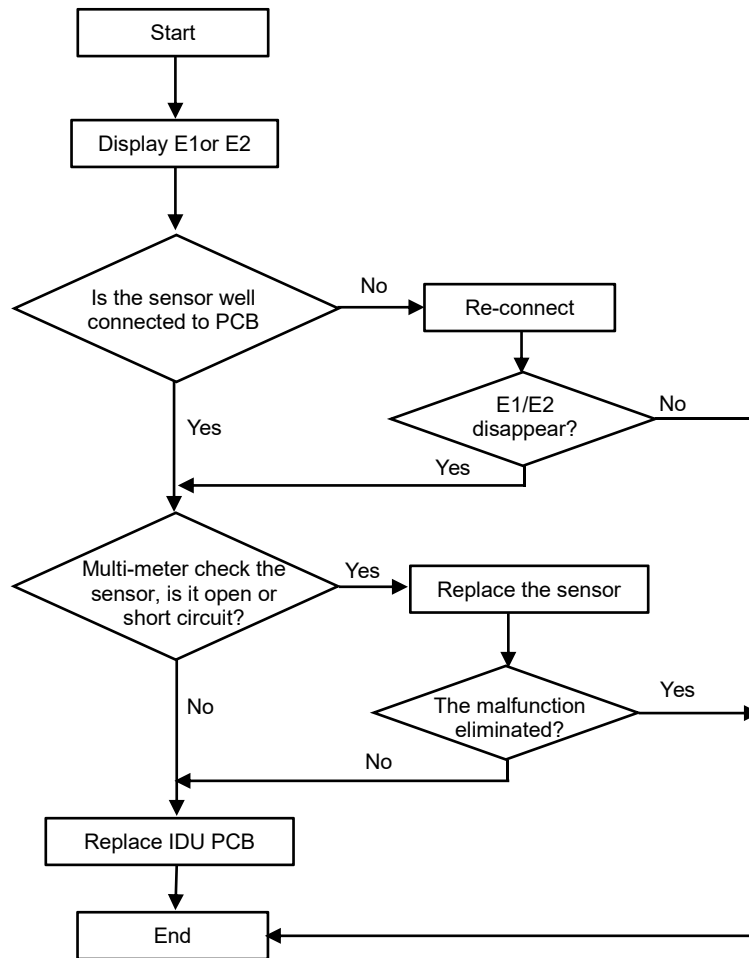 Start
Display E1or E2
Is the sensor well
connected to PCB
No
Re-connect
E1/E2
disappear?
No
Yes
Yes
Multi-meter check the
sensor, is it open or
short circuit?
Yes
Replace the sensor
The malfunction
eliminated?
Yes
No
No
Replace IDU PCB
End